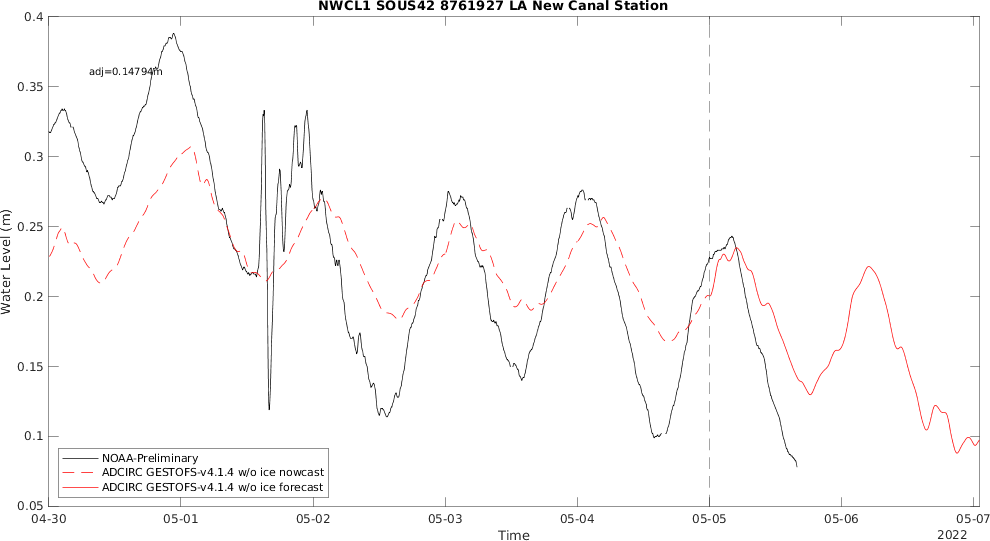 NWCL1 SOUS42 8761927 LA New Canal Station
adj=0.14794m
Water Level (m)
0.4
0.35
0.3
0.25
0.2
0.15
0.1
0.05
NOAA-Preliminary
ADCIRC GESTOFS-v4.1.4 w/o ice nowcast
ADCIRC GESTOFS-v4.1.4 w/o ice forecast
04-30 05-01 05-02 05-03 05-04 05-05 05-06 05-07
Time
2022